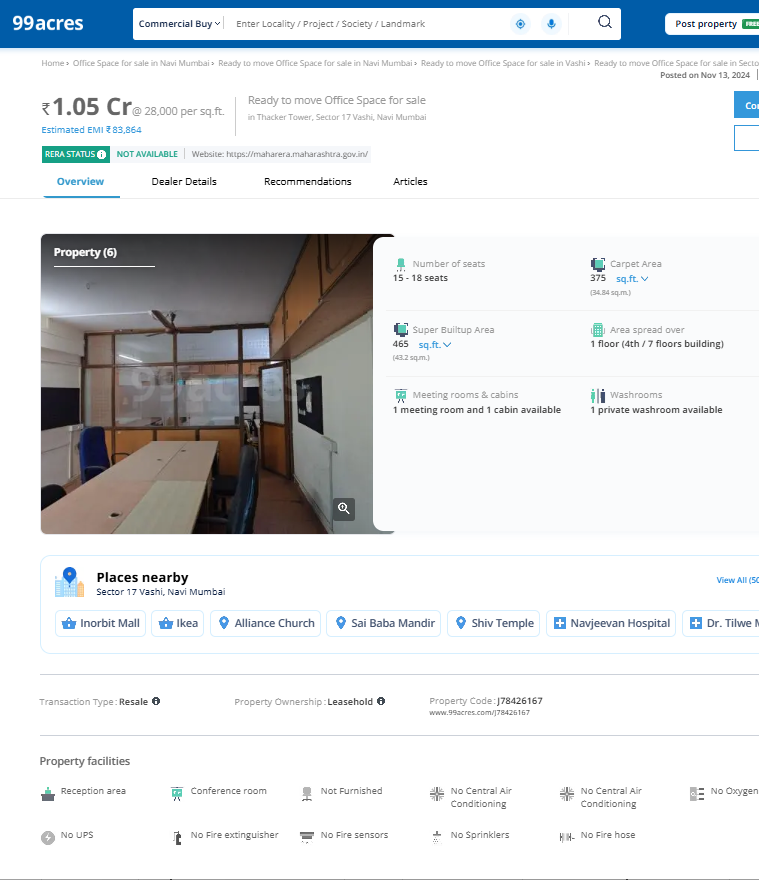 99acres
Commercial Buy Enter Locality / Project / Society / Landmark Post property FREE
Home › Office Space for sale in Navi Mumbai › Ready to move Office Space for sale in Navi Mumbai › Office Space for sale in Vashi › Ready to move Office Space for sale in Vashi › Ready to move Office Space for sale in Secto
Posted on Nov 13, 2024
₹1.05 Cr @ 28,000 per sq.ft.
Estimated EMI ₹83,864
Ready to move Office Space for sale
in Thacker Tower, Sector 17 Vashi, Navi Mumbai
Co
RERA STATUS NOT AVAILABLE Website: https://maharera.maharashtra.gov.in/
Overview Dealer Details Recommendations Articles
Property (6)
99acres
Number of seats
15 - 18 seats
Carpet Area
375 sq.ft.
(34.84 sq.m.)
Super Builtup Area
465 sq.ft.
(43.2 sq.m.)
Area spread over
1 floor (4th / 7 floors building)
Meeting rooms & cabins
1 meeting room and 1 cabin available
Washrooms
1 private washroom available
Places nearby
Sector 17 Vashi, Navi Mumbai
View All (50
Inorbit Mall Ikea Alliance Church Sai Baba Mandir Shiv Temple Navjeevan Hospital Dr. Tilwe M
Transaction Type : Resale Property Ownership : Leasehold Property Code : J78426167
www.99acres.com/J78426167
Property facilities
Reception area
Conference room
Not Furnished
No Central Air
Conditioning
No Central Air
Conditioning
No Oxygen
No UPS
No Fire extinguisher
No Fire sensors
No Sprinklers
No Fire hose